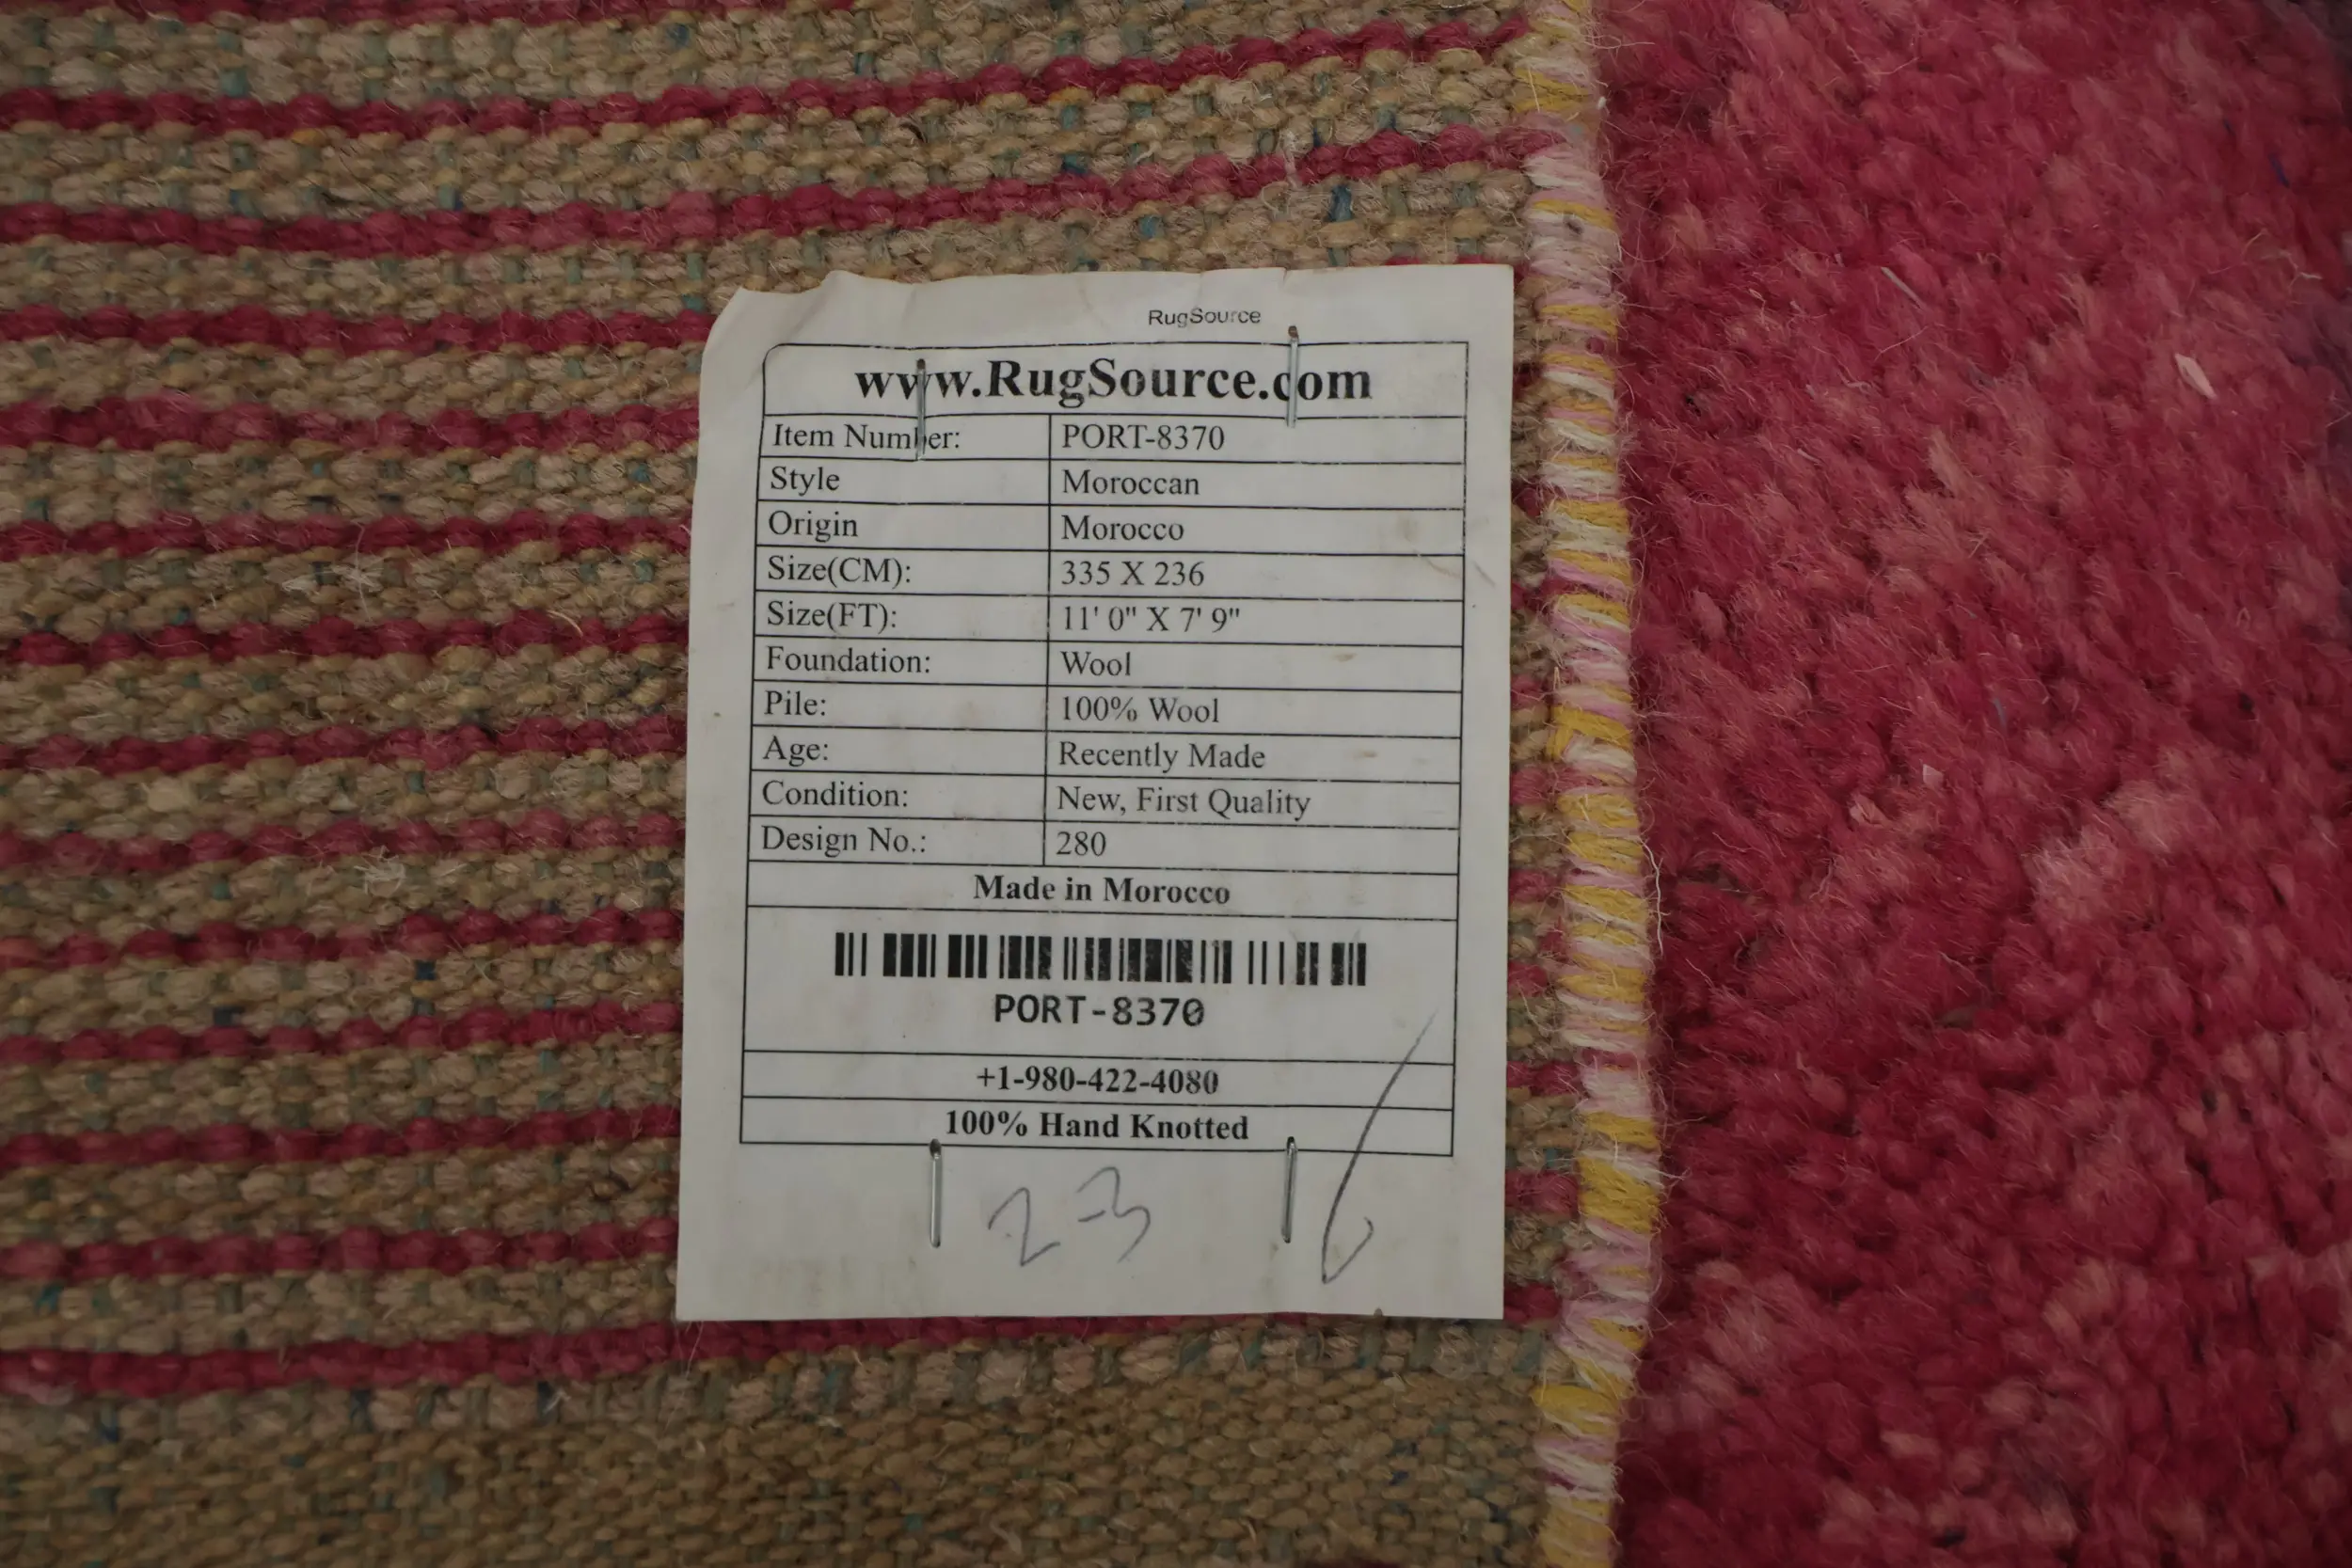 RugSource
www.RugSource.com
Item Number: PORT-8370
Style Moroccan
Origin Morocco
Size(CM): 335 X 236
Size(FT): 11' 0" X 7' 9"
Foundation: Wool
Pile: 100% Wool
Age: Recently Made
Condition: New, First Quality
Design No.: 280
Made in Morocco
PORT-8370
+1-980-422-4080
100% Hand Knotted
23 6